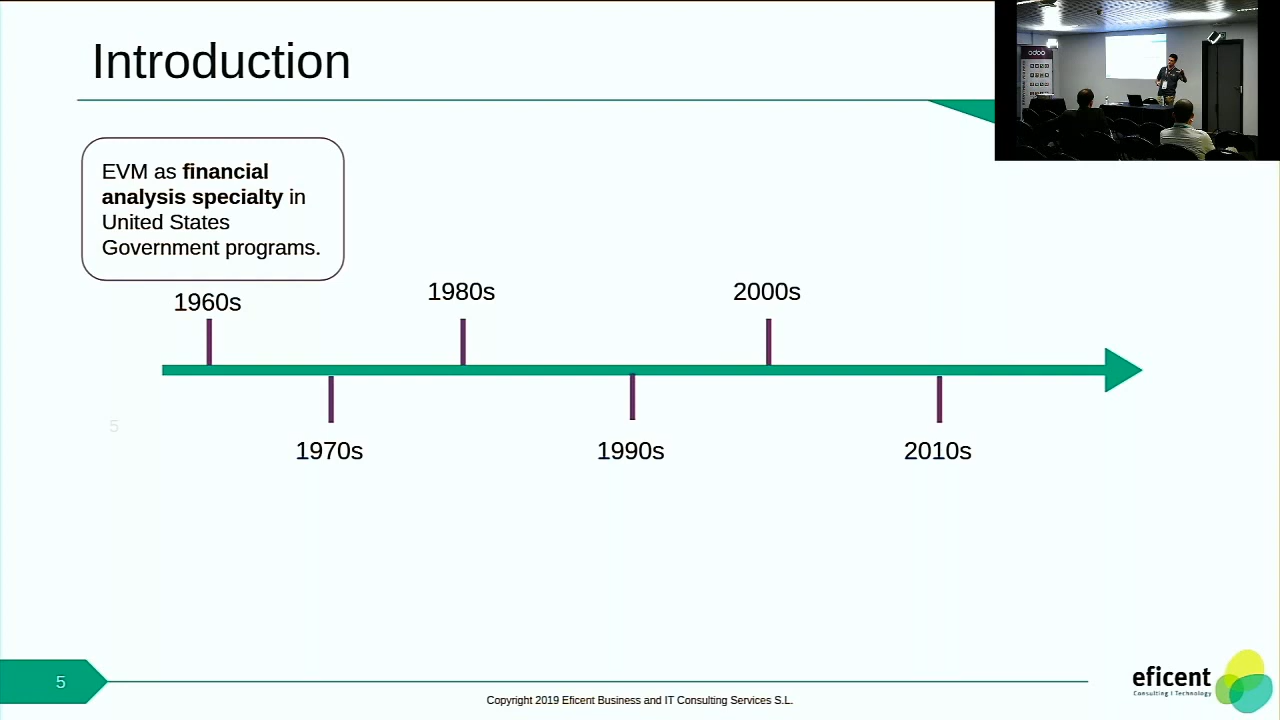 Introduction
odoo
EVM as financial
analysis specialty in
United States
Government programs.
1960s
1980s
2000s
5
1970s
1990s
2010s
5
Copyright 2019 Eficent Business and IT Consulting Services S.L.
eficent
Consulting | Technology